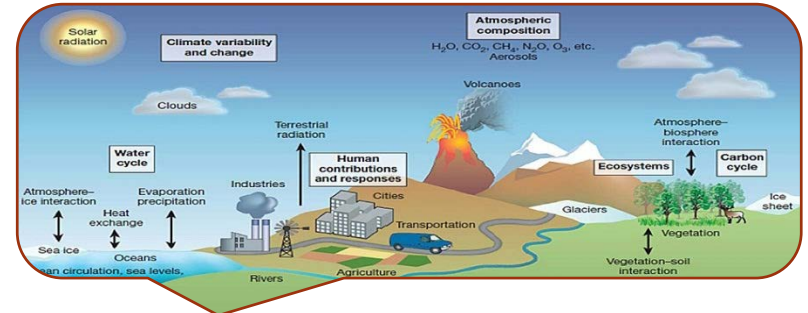 Solar
radiation
Climate variability
and change
Atmospheric
composition
H₂O, CO₂, CH₄, N₂O, O₃, etc.
Aerosols
Clouds
Volcanoes
Terrestrial
radiation
Atmosphere–
biosphere
interaction
Water
cycle
Human
contributions
and responses
Ecosystems
Carbon
cycle
Atmosphere–
ice interaction
Evaporation
precipitation
Heat
exchange
Industries
Cities
Transportation
Glaciers
Ice
sheet
Vegetation
Sea ice
Oceans
circulation, sea levels,
Rivers
Agriculture
Vegetation–soil
interaction